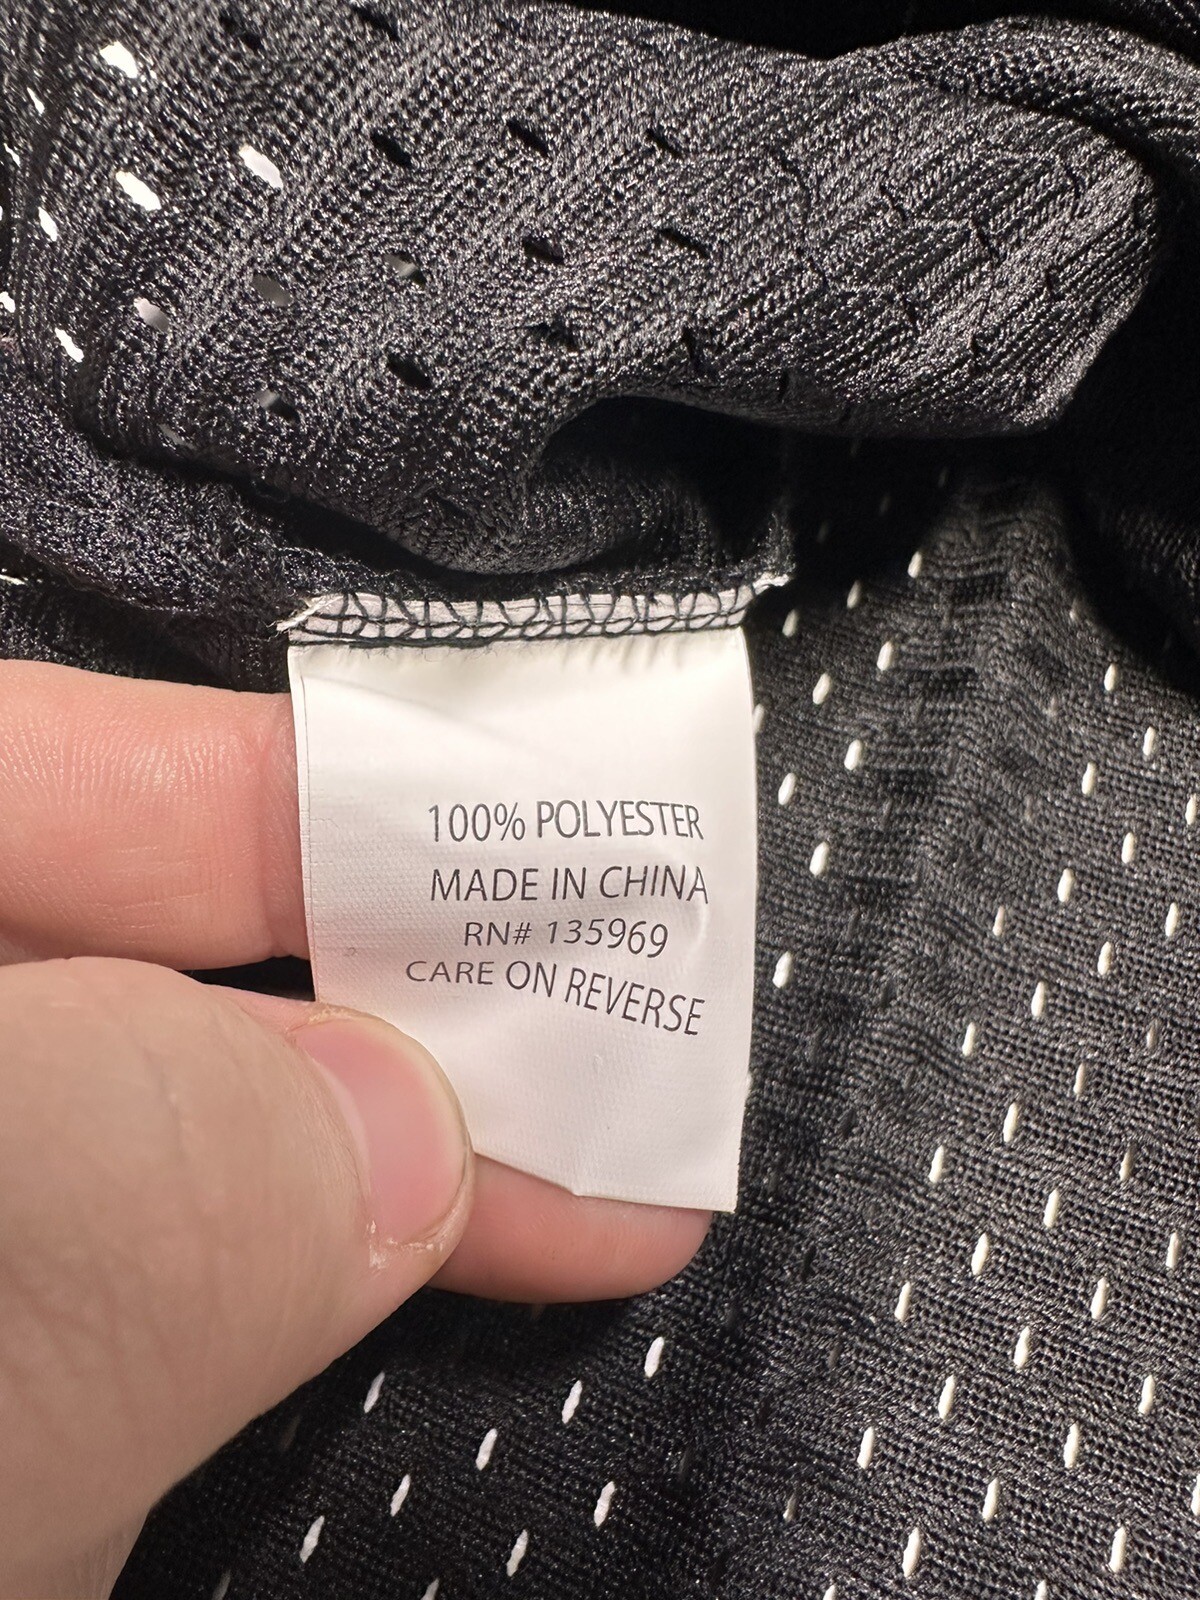 100% POLYESTER
MADE IN CHINA
RN# 135969
CARE ON REVERSE